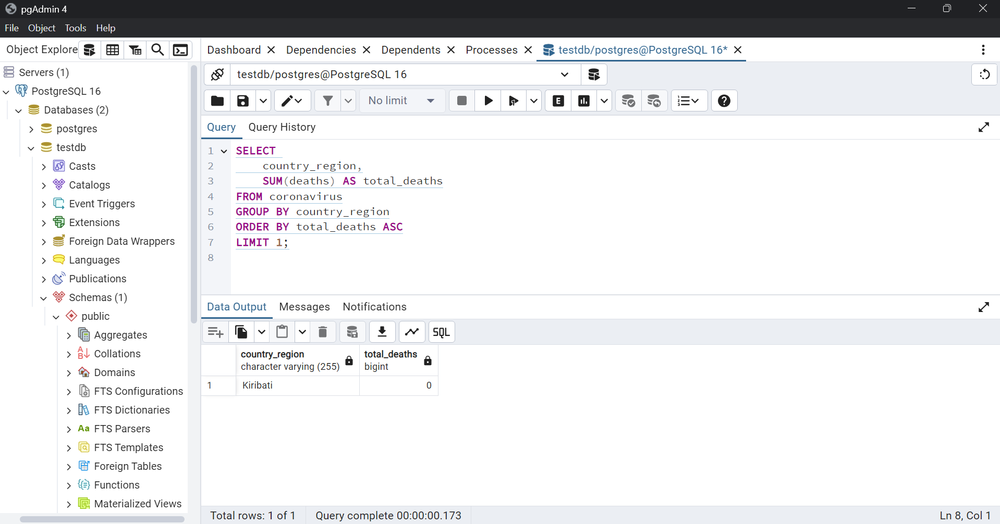 pgAdmin 4
File Object Tools Help
Object Explore
Dashboard Dependencies Dependents Processes testdb/postgres@PostgreSQL 16*
Servers (1)
PostgreSQL 16
Databases (2)
postgres
testdb
Casts
Catalogs
Event Triggers
Extensions
Foreign Data Wrappers
Languages
Publications
Schemas (1)
public
Aggregates
Collations
Domains
FTS Configurations
FTS Dictionaries
Aa FTS Parsers
FTS Templates
Foreign Tables
Functions
Materialized Views
testdb/postgres@PostgreSQL 16
No limit
E
Query Query History
1 SELECT
2 country_region,
3 SUM(deaths) AS total_deaths
4 FROM coronavirus
5 GROUP BY country_region
6 ORDER BY total_deaths ASC
7 LIMIT 1;
8
Data Output Messages Notifications
SQL
country_region total_deaths
character varying (255) bigint
1 Kiribati 0
Total rows: 1 of 1 Query complete 00:00:00.173 Ln 8, Col 1